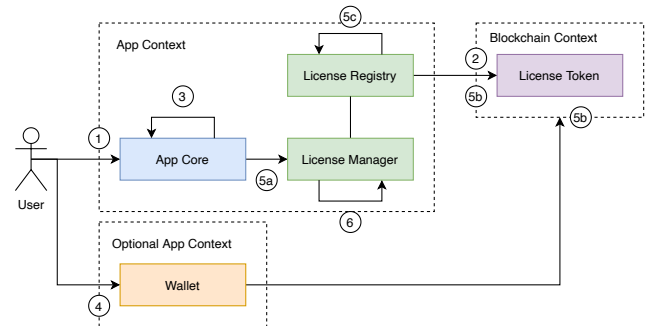 5c
App Context
Blockchain Context
2
License Registry
License Token
3
5b
5b
1
App Core
License Manager
5a
User
6
Optional App Context
Wallet
4